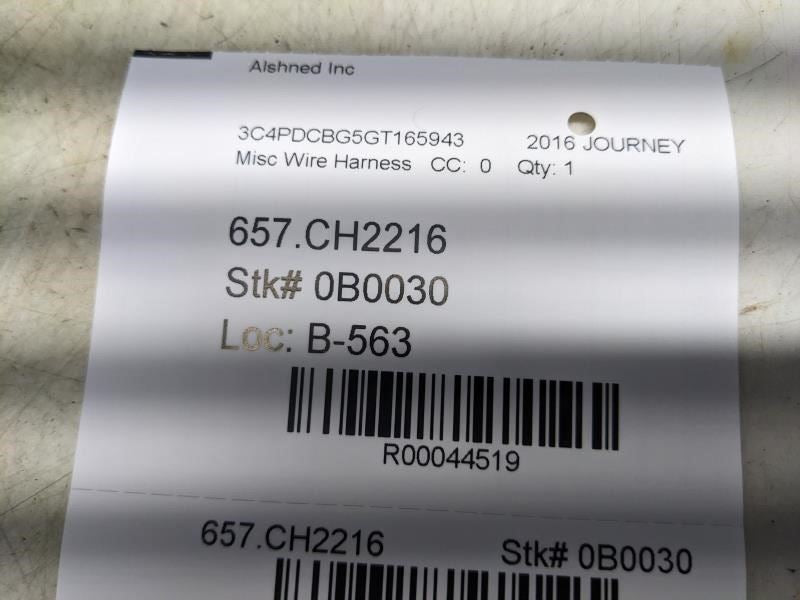 Alshned Inc
3C4PDCBG5GT165943 2016 JOURNEY
Misc Wire Harness CC: 0 Qty: 1
657.CH2216
Stk# 0B0030
Loc: B-563
R00044519
657.CH2216 Stk# 0B0030